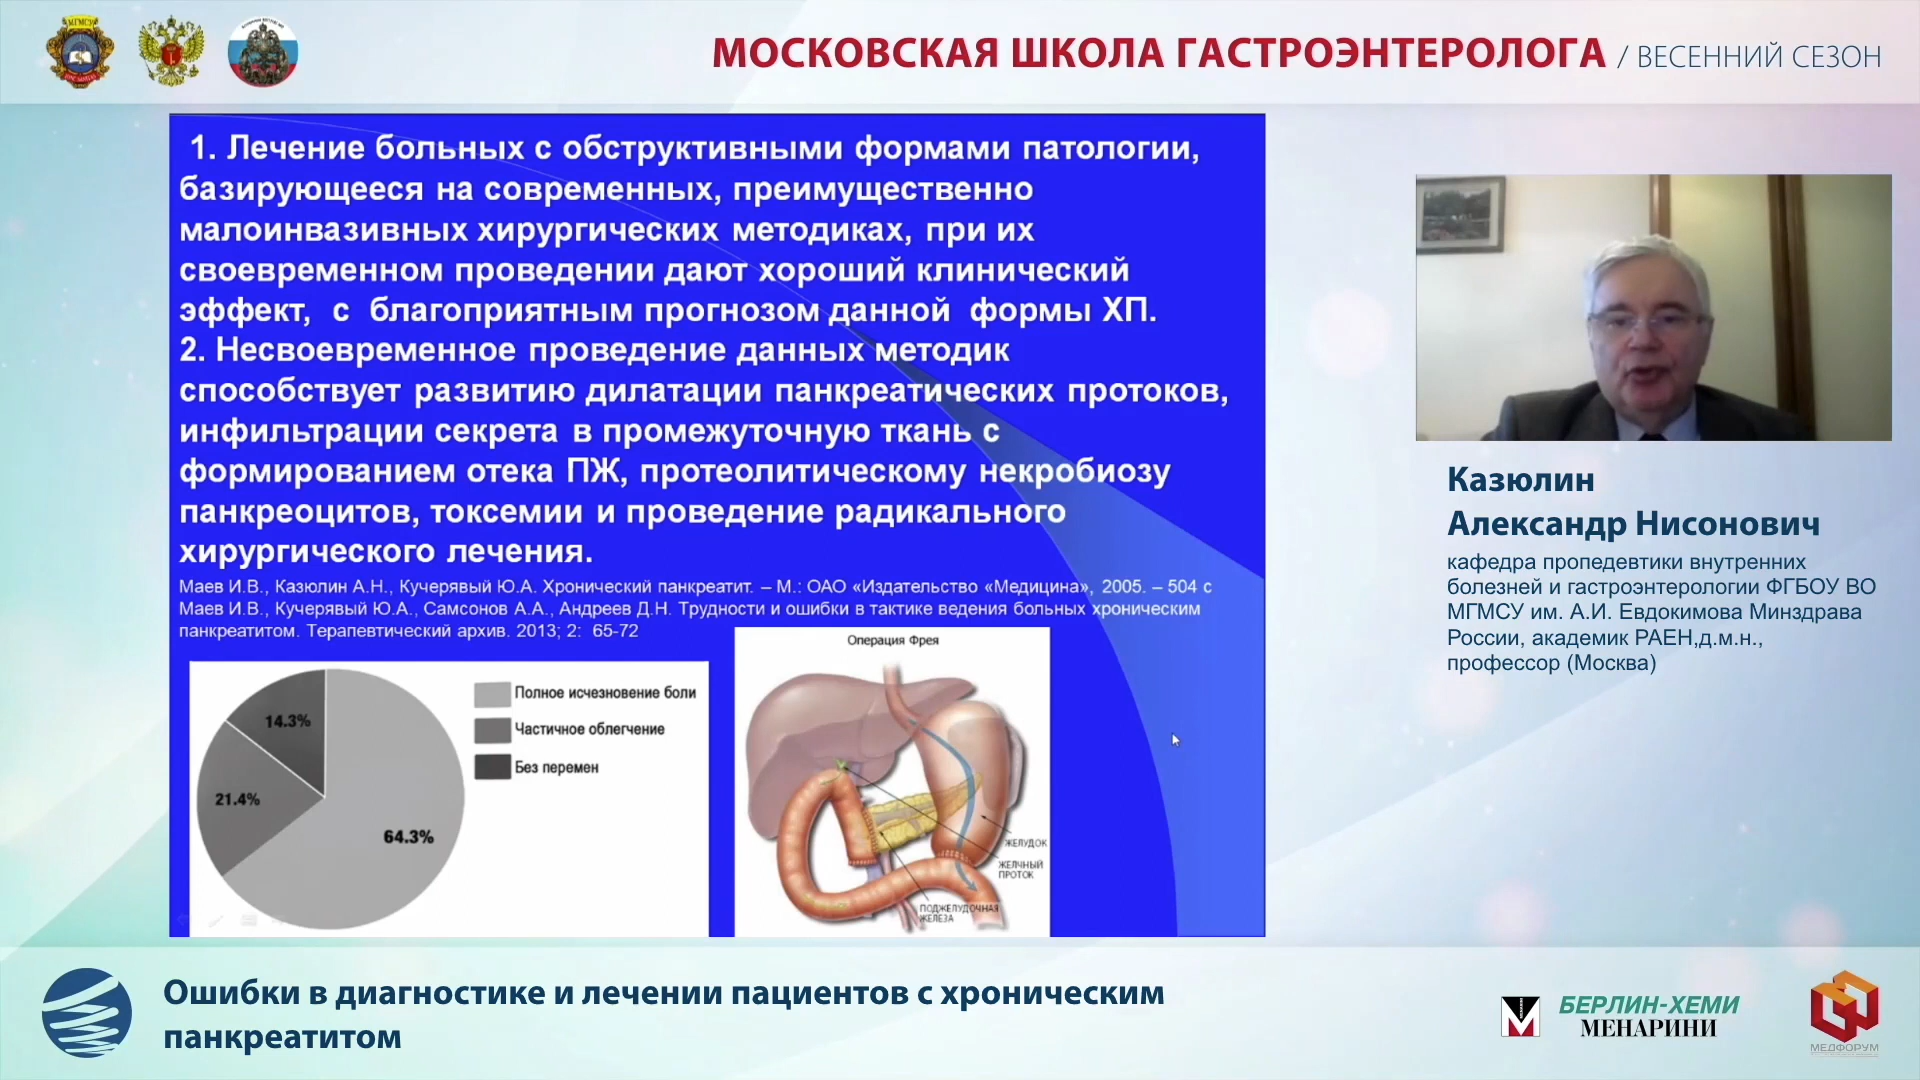 МОСКОВСКАЯ ШКОЛА ГАСТРОЭНТЕРОЛОГА / ВЕСЕННИЙ СЕЗОН
1. Лечение больных с обструктивными формами патологии,
базирующееся на современных, преимущественно
малоинвазивных хирургических методиках, при их
своевременном проведении дают хороший клинический
эффект, с благоприятным прогнозом данной формы ХП.
2. Несвоевременное проведение данных методик
способствует развитию дилатации панкреатических протоков,
инфильтрации секрета в промежуточную ткань с
формированием отека ПЖ, протеолитическому некробиозу
панкреоцитов, токсемии и проведение радикального
хирургического лечения.
Маев И.В., Казюлин А.Н., Кучерявый Ю.А. Хронический панкреатит. – М.: ОАО «Издательство «Медицина», 2005. – 504 с
Маев И.В., Кучерявый Ю.А., Самсонов А.А., Андреев Д.Н. Трудности и ошибки в тактике ведения больных хроническим
панкреатитом. Терапевтический архив. 2013; 2: 65-72
14.3%
21.4%
64.3%
Полное исчезновение боли
Частичное облегчение
Без перемен
Операция Фрея
ЖЕЛУДОК
ЖЕЛЧНЫЙ
ПРОТОК
ПОДЖЕЛУДОЧНАЯ
ЖЕЛЕЗА
Казюлин
Александр Нисонович
кафедра пропедевтики внутренних
болезней и гастроэнтерологии ФГБОУ ВО
МГМСУ им. А.И. Евдокимова Минздрава
России, академик РАЕН,д.м.н.,
профессор (Москва)
Ошибки в диагностике и лечении пациентов с хроническим
панкреатитом
БЕРЛИН-ХЕМИ
МЕНАРИНИ
МЕДФОРУМ